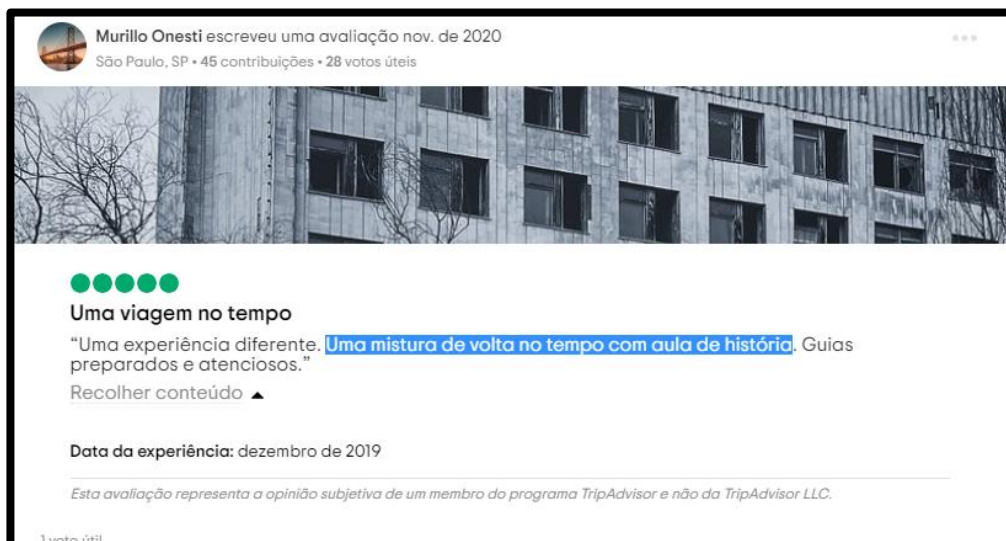 Murillo Onesti escreveu uma avaliação nov. de 2020
São Paulo, SP • 45 contribuições • 28 votos úteis
Uma viagem no tempo
“Uma experiência diferente. Uma mistura de volta no tempo com aula de história. Guias
preparados e atenciosos.”
Recolher conteúdo
Data da experiência: dezembro de 2019
Esta avaliação representa a opinião subjetiva de um membro do programa TripAdvisor e não da TripAdvisor LLC.
1 voto útil